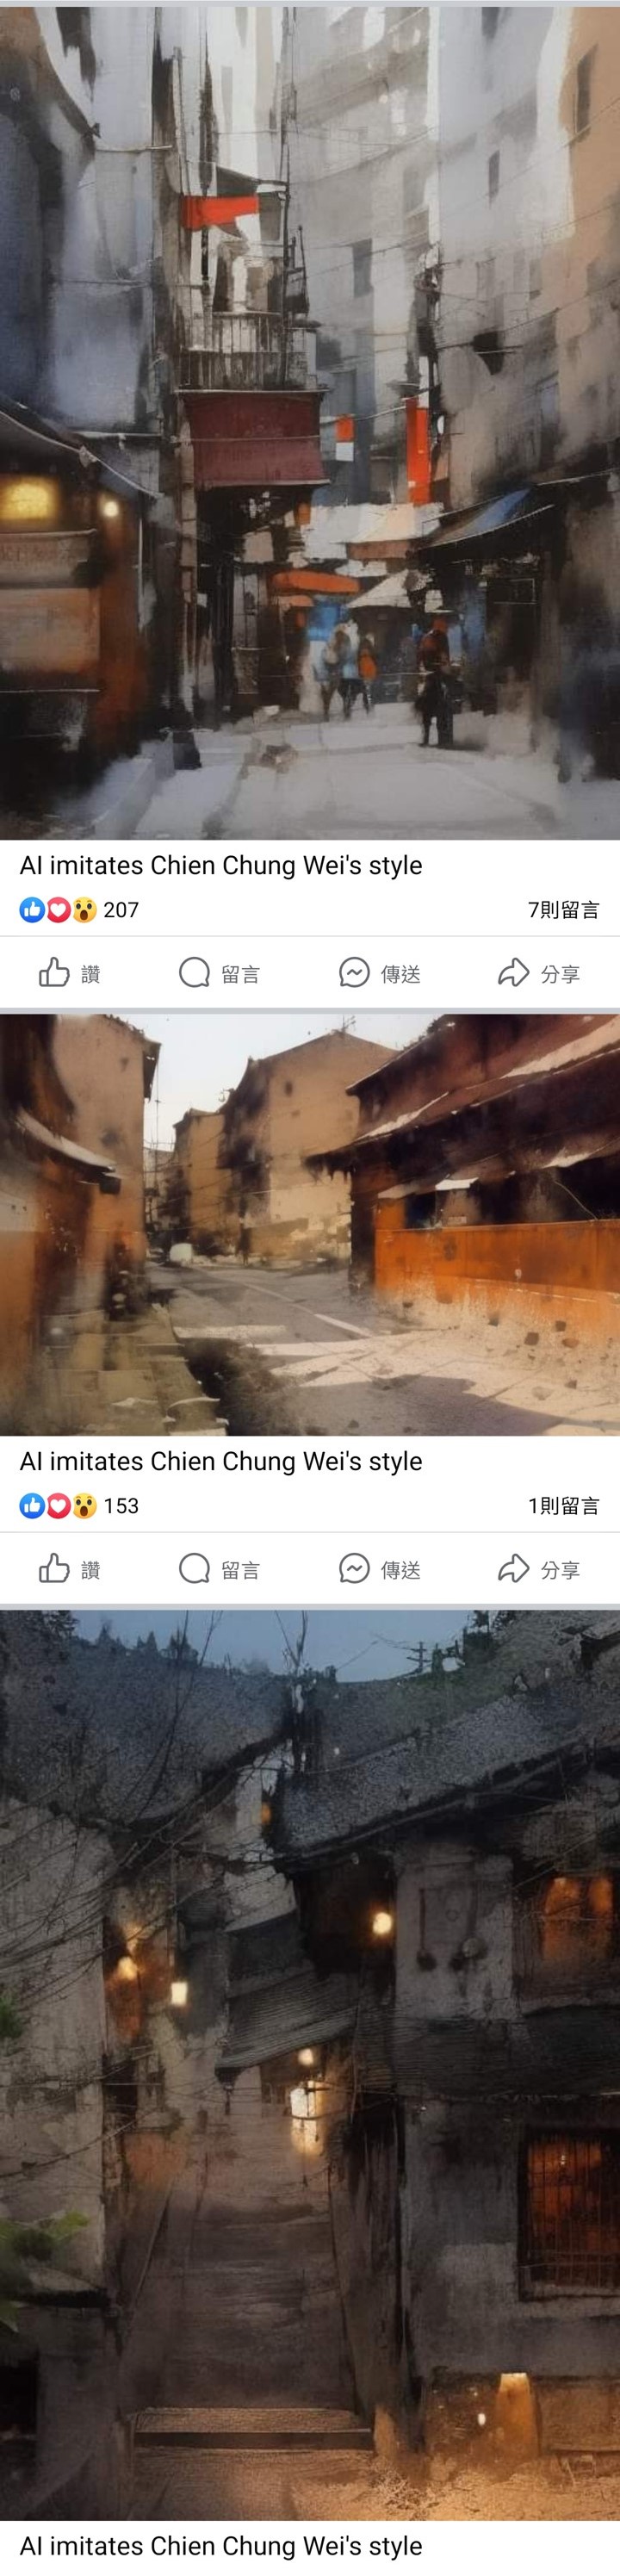 AI imitates Chien Chung Wei's style
207 7則留言
讚 留言 傳送 分享
AI imitates Chien Chung Wei's style
153 1則留言
讚 留言 傳送 分享
AI imitates Chien Chung Wei's style